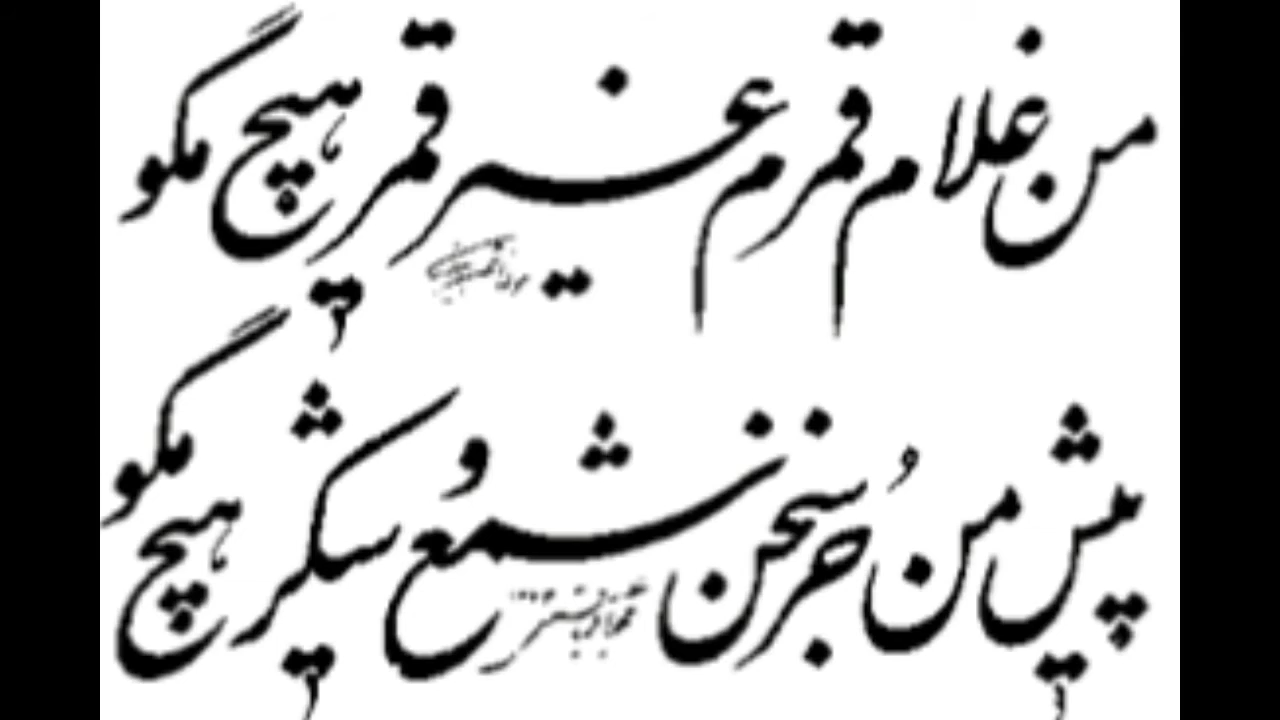 من غلام قمرم غیر قمر هیچ مگو
پیش من جز سخن شمع و شکر هیچ مگو